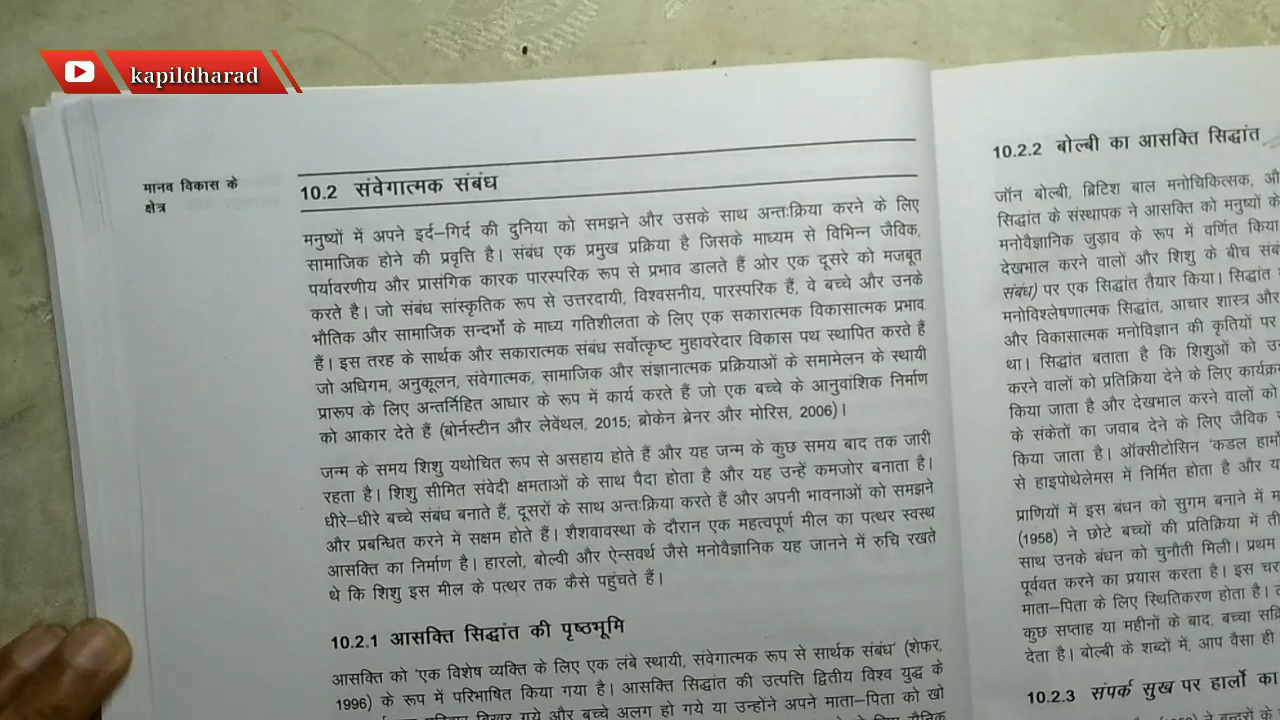 kapildharad
मानव विकास के
क्षेत्र
10.2 संवेगात्मक संबंध
मनुष्यों में अपने इर्द–गिर्द की दुनिया को समझने और उसके साथ अन्तःक्रिया करने के लिए
सामाजिक होने की प्रवृत्ति है। संबंध एक प्रमुख प्रक्रिया है जिसके माध्यम से विभिन्न जैविक,
पर्यावरणीय और प्रासंगिक कारक पारस्परिक रूप से प्रभाव डालते हैं ओर एक दूसरे को मजबूत
करते है। जो संबंध सांस्कृतिक रूप से उत्तरदायी, विश्वसनीय, पारस्परिक हैं, वे बच्चे और उनके
भौतिक और सामाजिक सन्दर्भों के माध्य गतिशीलता के लिए एक सकारात्मक विकासात्मक प्रभाव
हैं। इस तरह के सार्थक और सकारात्मक संबंध सर्वोत्कृष्ट मुहावरेदार विकास पथ स्थापित करते हैं
जो अधिगम, अनुकूलन, संवेगात्मक, सामाजिक और संज्ञानात्मक प्रक्रियाओं के समामेलन के स्थायी
प्रारूप के लिए अन्तर्निहित आधार के रूप में कार्य करते हैं जो एक बच्चे के आनुवांशिक निर्माण
को आकार देते हैं (बोर्नस्टीन और लेवेंथल, 2015; ब्रोकेन ब्रेनर और मोरिस, 2006)।
जन्म के समय शिशु यथोचित रूप से असहाय होते हैं और यह जन्म के कुछ समय बाद तक जारी
रहता है। शिशु सीमित संवेदी क्षमताओं के साथ पैदा होता है और यह उन्हें कमजोर बनाता है।
धीरे–धीरे बच्चे संबंध बनाते हैं, दूसरों के साथ अन्तःक्रिया करते हैं और अपनी भावनाओं को समझने
और प्रबन्धित करने में सक्षम होते हैं। शैशवावस्था के दौरान एक महत्वपूर्ण मील का पत्थर स्वस्थ
आसक्ति का निर्माण है। हारलो, बोल्वी और ऐन्सवर्थ जैसे मनोवैज्ञानिक यह जानने में रुचि रखते
थे कि शिशु इस मील के पत्थर तक कैसे पहुंचते हैं।
10.2.1 आसक्ति सिद्धांत की पृष्ठभूमि
आसक्ति को 'एक विशेष व्यक्ति के लिए एक लंबे स्थायी, संवेगात्मक रूप से सार्थक संबंध' (शेफर,
1996) के रूप में परिभाषित किया गया है। आसक्ति सिद्धांत की उत्पत्ति द्वितीय विश्व युद्ध के
बिखर गये और बच्चे अलग हो गये या उन्होंने अपने माता–पिता को खो
10.2.2 बोल्बी का आसक्ति सिद्धांत
जॉन बोल्बी, ब्रिटिश बाल मनोचिकित्सक,
सिद्धांत के संस्थापक ने आसक्ति को मनुष्यों के
मनोवैज्ञानिक जुड़ाव के रूप में वर्णित किया
देखभाल करने वालों और शिशु के बीच
संबंध) पर एक सिद्धांत तैयार किया। सिद्धांत
मनोविश्लेषणात्मक सिद्धांत, आचार शास्त्र और
और विकासात्मक मनोविज्ञान की कृतियों पर
था। सिद्धांत बताता है कि शिशुओं को
करने वालों को प्रतिक्रिया देने के लिए
किया जाता है और देखभाल करने वालों को
के संकेतों का जवाब देने के लिए जैविक
किया जाता है। ऑक्सीटोसिन 'कडल
से हाइपोथेलेमस में निर्मित होता है और
प्राणियों में इस बंधन को सुगम बनाने में
(1958) ने छोटे बच्चों की प्रतिक्रिया में
साथ उनके बंधन को चुनौती मिली। प्रथम
पूर्ववत करने का प्रयास करता है। इस
माता–पिता के लिए स्थितिकरण होता है।
कुछ सप्ताह या महीनों के बाद, बच्चा
देता है। बोल्बी के शब्दों में, आप वैसा ही
10.2.3 संपर्क सुख पर हार्लो का